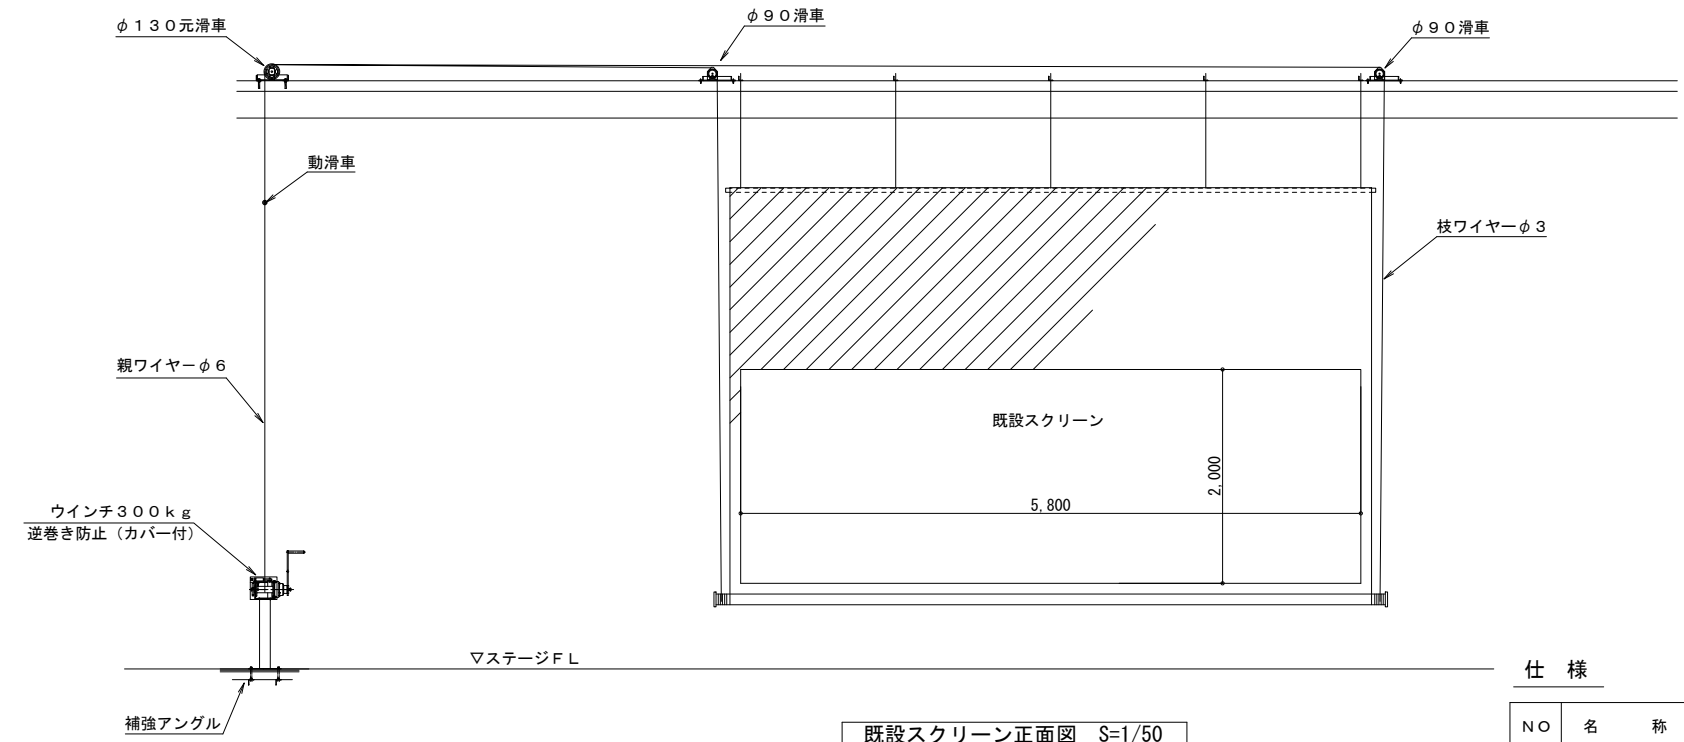 φ130元滑車
φ90滑車
φ90滑車
動滑車
枝ワイヤーφ3
親ワイヤーφ6
既設スクリーン
2,000
5,800
ウインチ300kg
逆巻き防止（カバー付）
▽ステージFL
補強アングル
既設スクリーン正面図 S=1/50
仕 様
NO 名 称